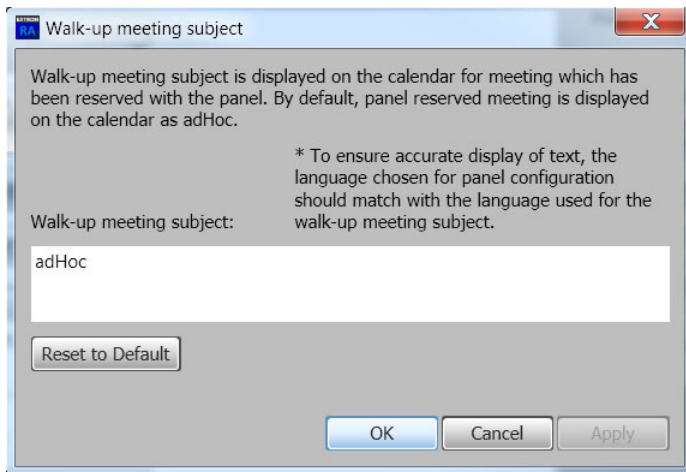 EXTRON
RA
Walk-up meeting subject
X
Walk-up meeting subject is displayed on the calendar for meeting which has
been reserved with the panel. By default, panel reserved meeting is displayed
on the calendar as adHoc.
* To ensure accurate display of text, the
language chosen for panel configuration
should match with the language used for the
walk-up meeting subject.
Walk-up meeting subject:
adHoc
Reset to Default
OK
Cancel
Apply